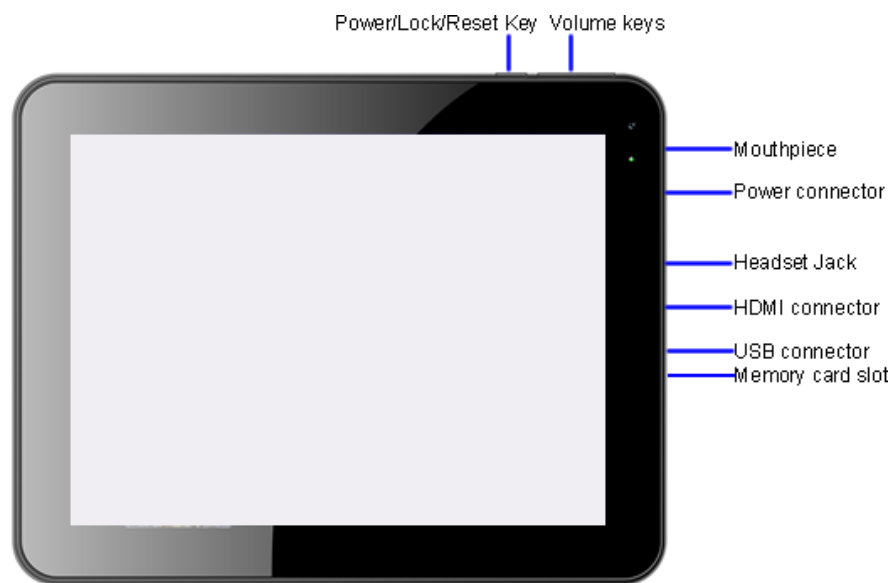 Power/Lock/Reset Key Volume keys
Mouthpiece
Power connector
Headset Jack
HDMI connector
USB connector
Memory card slot